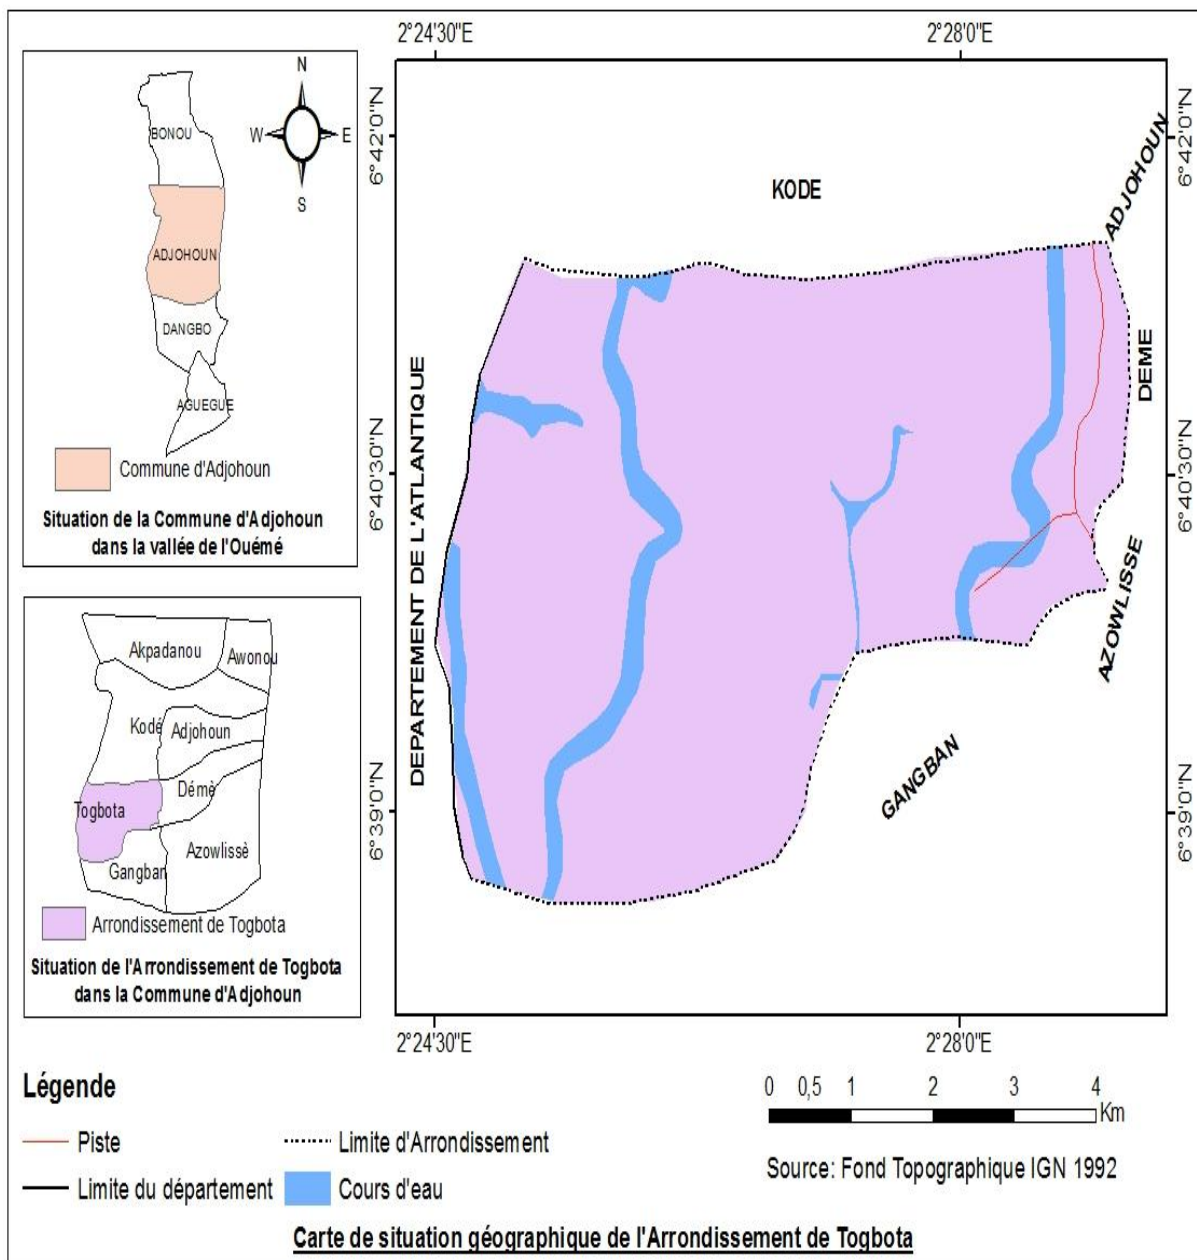 2°24'30"E
2°28'0"E
N
W
E
S
BONOU
ADJOHOUN
DANGBO
AGUEGUE
Commune d'Adjohoun
Situation de la Commune d'Adjohoun
dans la vallée de l'Ouémé
Akpadanou
Awonou
Kodé
Adjohoun
Démè
Togbota
Azowlissè
Gangban
Arrondissement de Togbota
Situation de l'Arrondissement de Togbota
dans la Commune d'Adjohoun
6°42'0"N
6°40'30"N
6°39'0"N
KODE
ADJOHOUN
DEME
AZOWLISSE
GANGBAN
DEPARTEMENT DE L'ATLANTIQUE
6°42'0"N
6°40'30"N
6°39'0"N
2°24'30"E
2°28'0"E
Légende
Piste
Limite d'Arrondissement
Limite du département
Cours d'eau
0 0,5 1 2 3 4
Km
Source: Fond Topographique IGN 1992
Carte de situation géographique de l'Arrondissement de Togbota